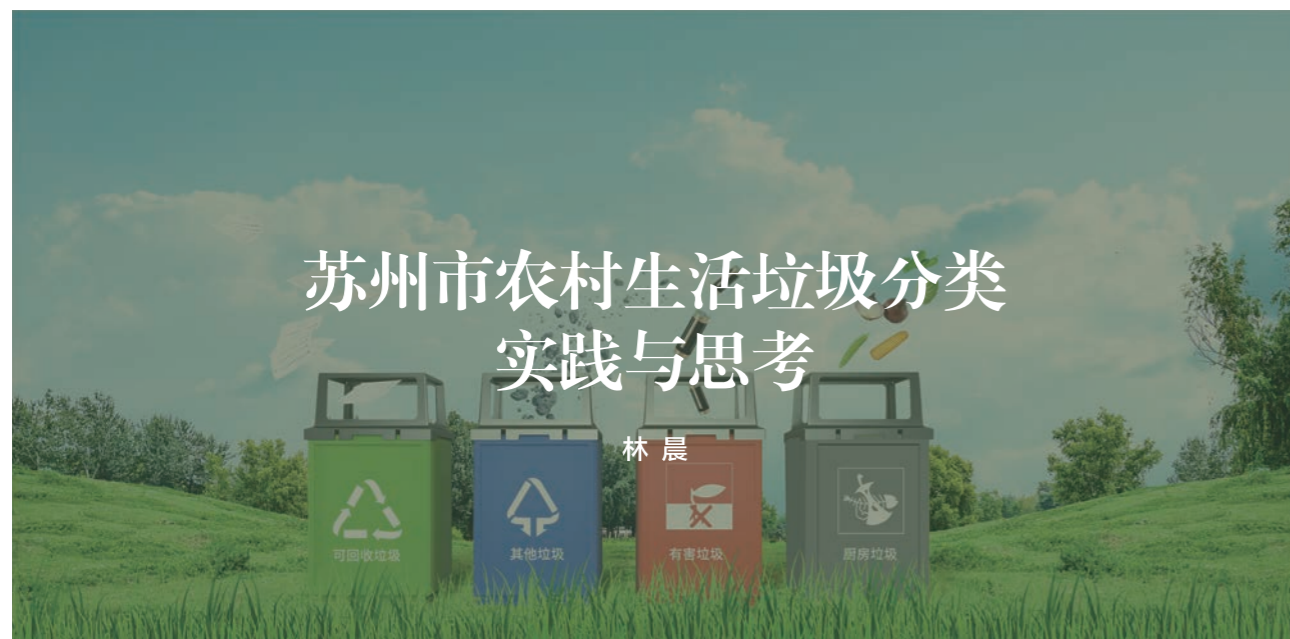 苏州市农村生活垃圾分类
实践与思考
林晨
可回收垃圾
其他垃圾
有害垃圾
厨房垃圾